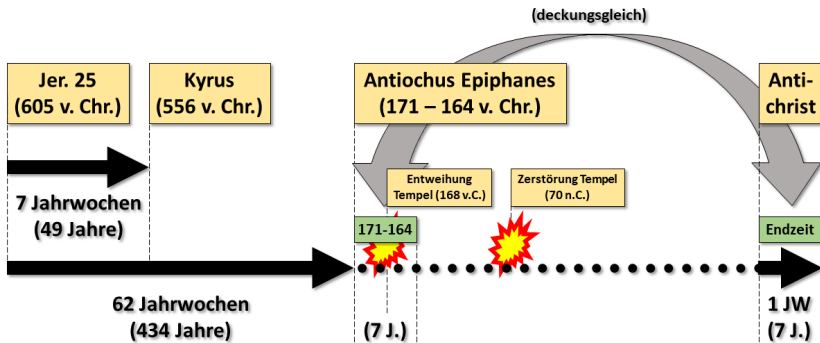 (deckungsgleich)
Jer. 25
(605 v. Chr.)
Kyrus
(556 v. Chr.)
Antiochus Epiphanes
(171 – 164 v. Chr.)
Anti-
christ
Entweihung
Tempel (168 v.C.)
Zerstörung Tempel
(70 n.C.)
7 Jahrwochen
(49 Jahre)
171-164
Endzeit
62 Jahrwochen
(434 Jahre)
(7 J.)
1 JW
(7 J.)